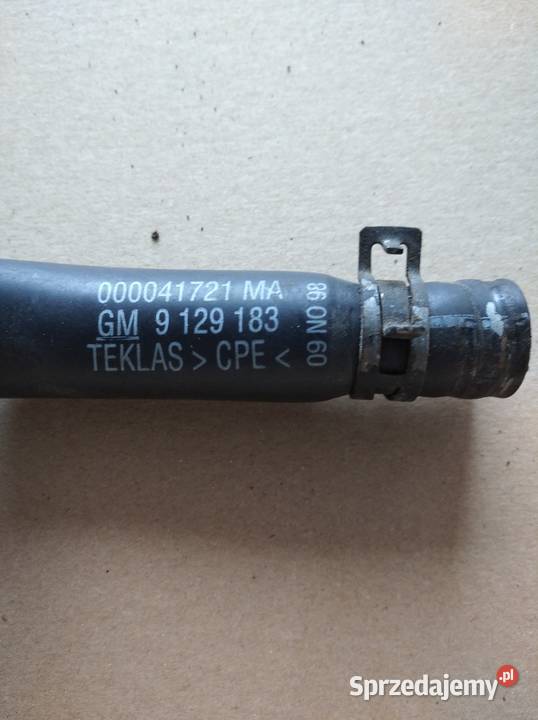 000041721 MA
GM 9 129 183
TEKLAS > CPE <
09 NO 98
Sprzedajemy.pl